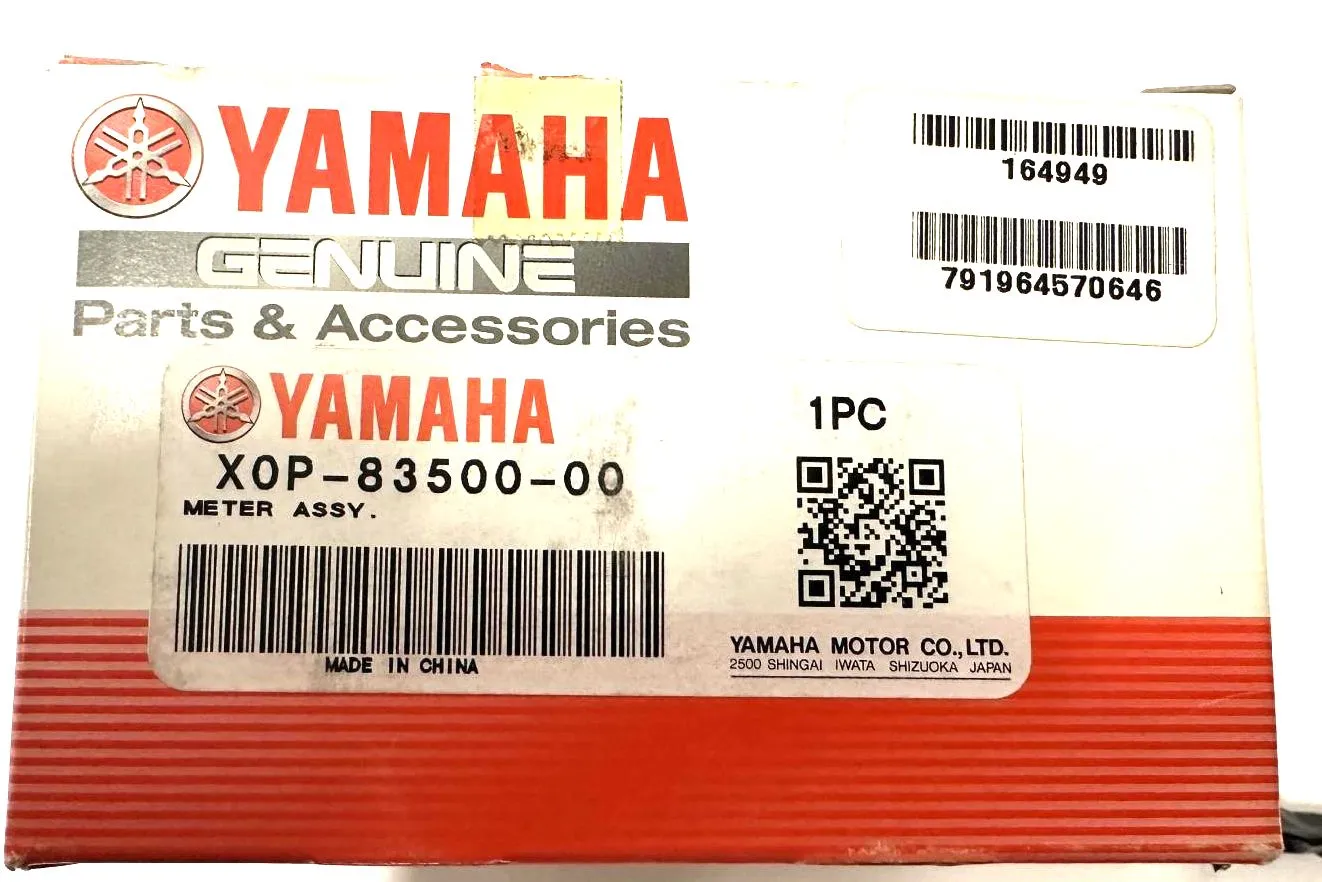 YAMAHA
GENUINE
Parts & Accessories
164949
791964570646
YAMAHA
X0P-83500-00
METER ASSY.
MADE IN CHINA
1PC
YAMAHA MOTOR CO.,LTD.
2500 SHINGAI IWATA SHIZUOKA JAPAN